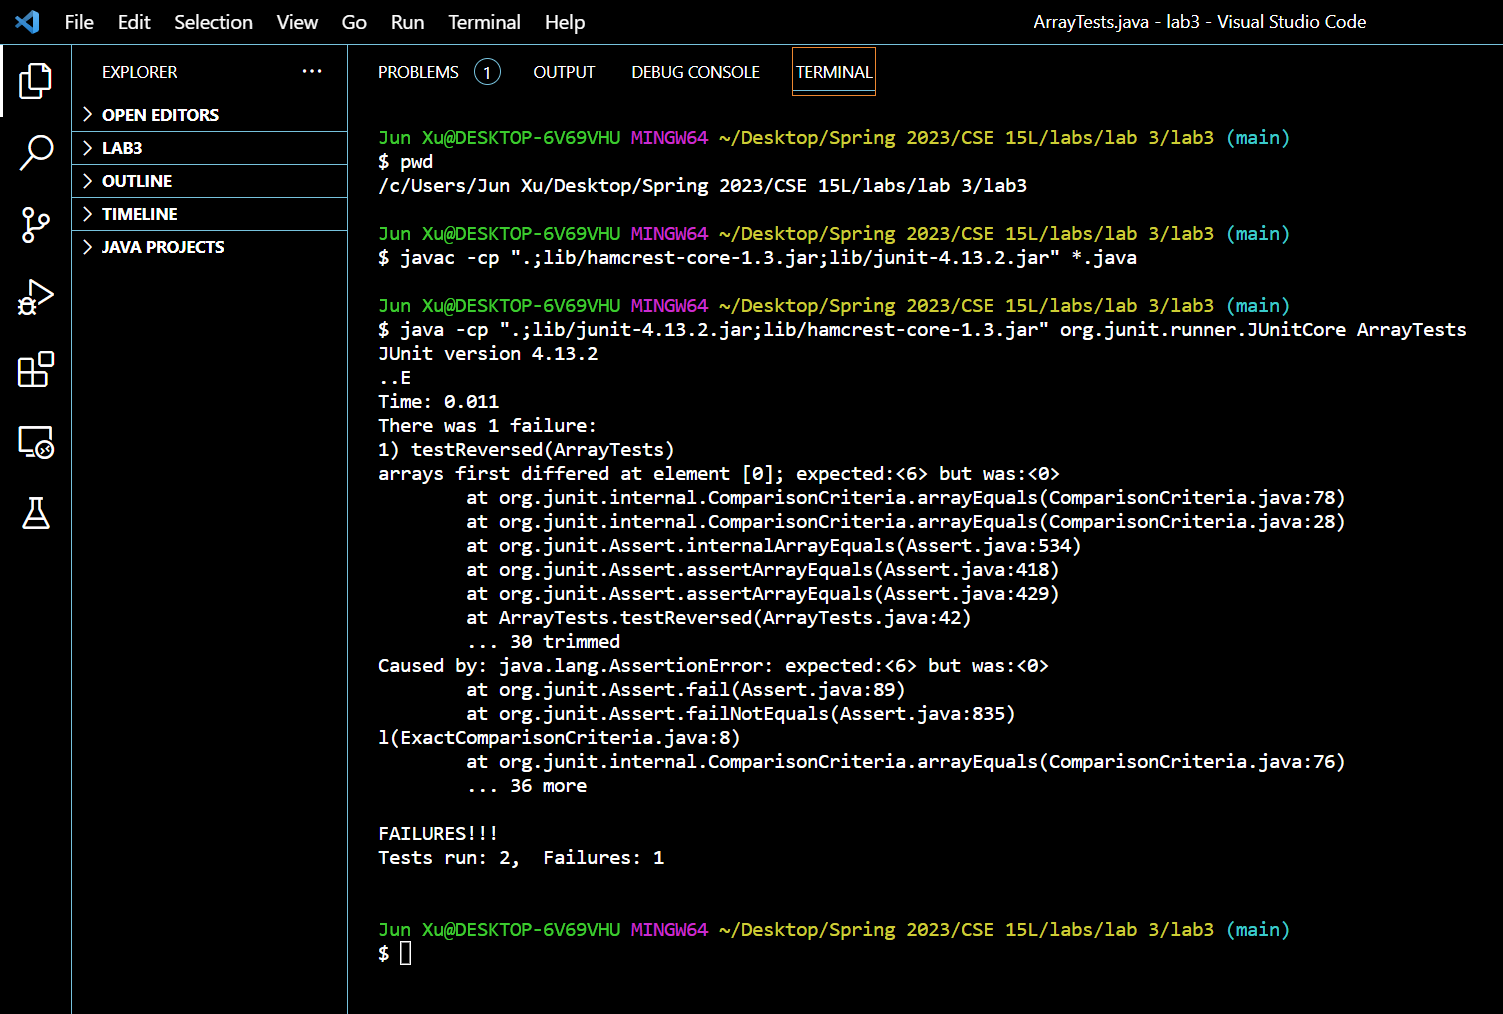 File Edit Selection View Go Run Terminal Help
ArrayTests.java - lab3 - Visual Studio Code
EXPLORER ...
OPEN EDITORS
LAB3
OUTLINE
TIMELINE
JAVA PROJECTS
PROBLEMS 1 OUTPUT DEBUG CONSOLE TERMINAL
Jun Xu@DESKTOP-6V69VHU MINGW64 ~/Desktop/Spring 2023/CSE 15L/labs/lab 3/lab3 (main)
$ pwd
/c/Users/Jun Xu/Desktop/Spring 2023/CSE 15L/labs/lab 3/lab3
Jun Xu@DESKTOP-6V69VHU MINGW64 ~/Desktop/Spring 2023/CSE 15L/labs/lab 3/lab3 (main)
$ javac -cp ".;lib/hamcrest-core-1.3.jar;lib/junit-4.13.2.jar" *.java
Jun Xu@DESKTOP-6V69VHU MINGW64 ~/Desktop/Spring 2023/CSE 15L/labs/lab 3/lab3 (main)
$ java -cp ".;lib/junit-4.13.2.jar;lib/hamcrest-core-1.3.jar" org.junit.runner.JUnitCore ArrayTests
JUnit version 4.13.2
..E
Time: 0.011
There was 1 failure:
1) testReversed(ArrayTests)
arrays first differed at element [0]; expected:<6> but was:<0>
at org.junit.internal.ComparisonCriteria.arrayEquals(ComparisonCriteria.java:78)
at org.junit.internal.ComparisonCriteria.arrayEquals(ComparisonCriteria.java:28)
at org.junit.Assert.internalArrayEquals(Assert.java:534)
at org.junit.Assert.assertArrayEquals(Assert.java:418)
at org.junit.Assert.assertArrayEquals(Assert.java:429)
at ArrayTests.testReversed(ArrayTests.java:42)
... 30 trimmed
Caused by: java.lang.AssertionError: expected:<6> but was:<0>
at org.junit.Assert.fail(Assert.java:89)
at org.junit.Assert.failNotEquals(Assert.java:835)
l(ExactComparisonCriteria.java:8)
at org.junit.internal.ComparisonCriteria.arrayEquals(ComparisonCriteria.java:76)
... 36 more
FAILURES!!!
Tests run: 2,  Failures: 1
Jun Xu@DESKTOP-6V69VHU MINGW64 ~/Desktop/Spring 2023/CSE 15L/labs/lab 3/lab3 (main)
$